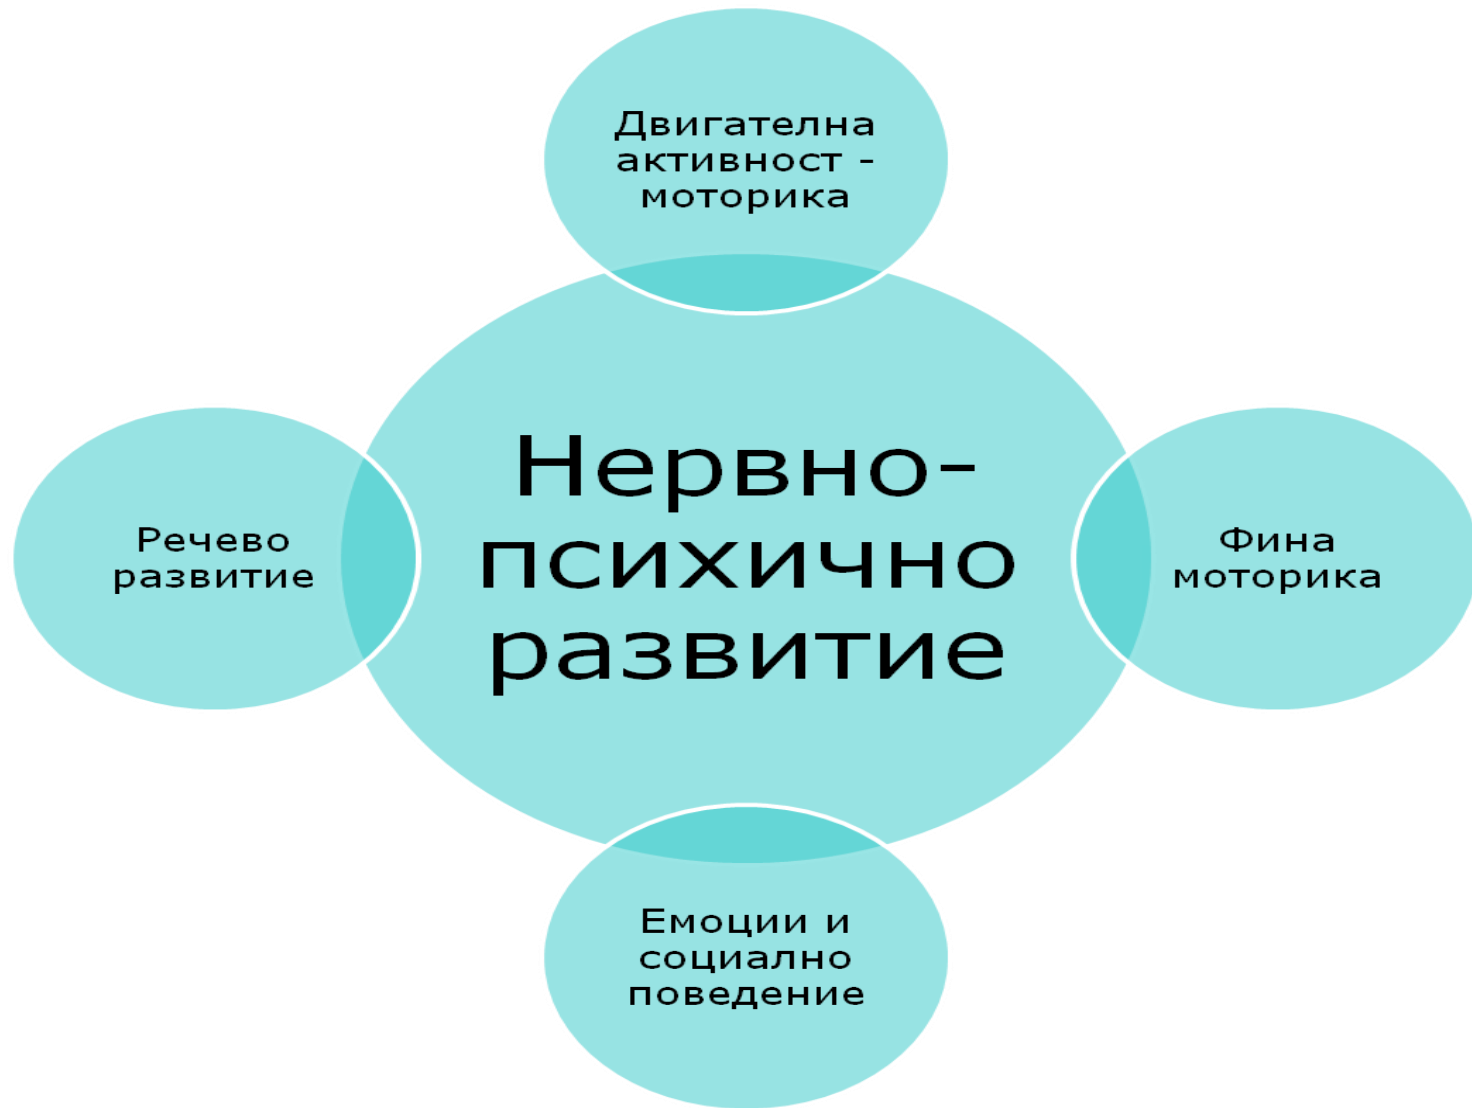 Двигателна
активност -
моторика
Нервно-
психично
развитие
Речево
развитие
Фина
моторика
Емоции и
социално
поведение